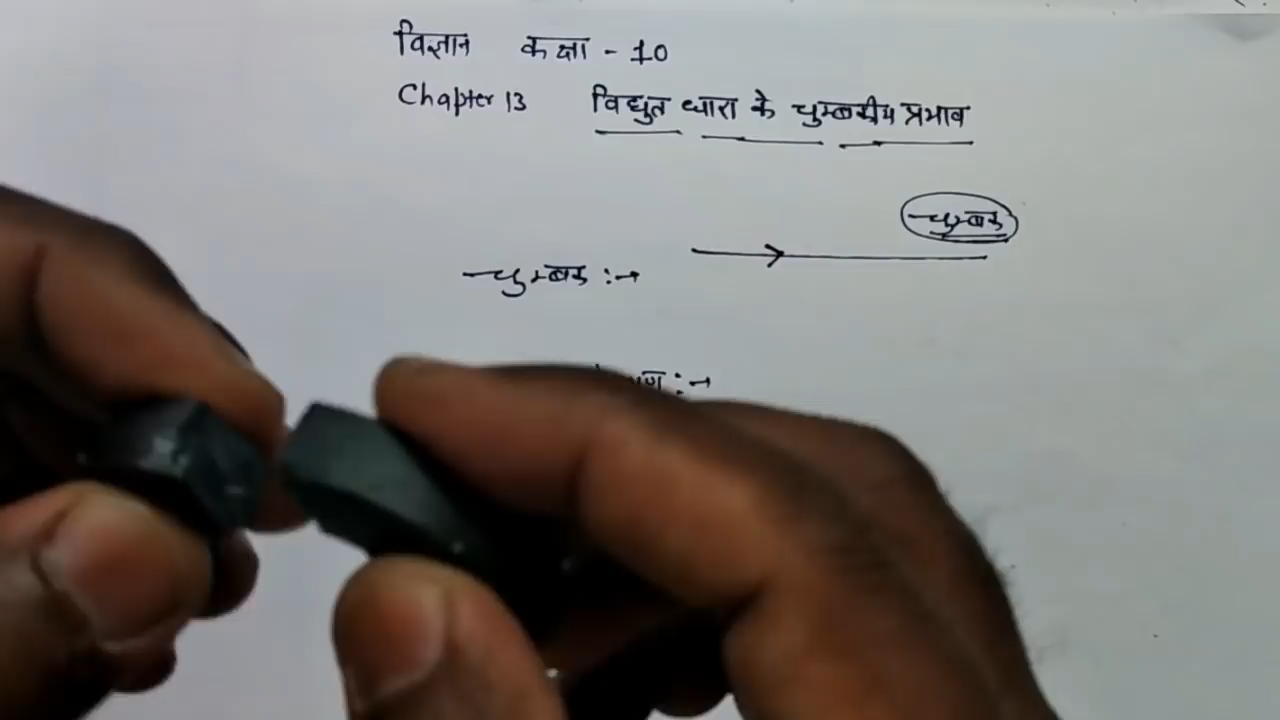 विज्ञान कक्षा - 10
Chapter 13 विद्युत धारा के चुम्बकीय प्रभाव
चुम्बक
चुम्बक :→